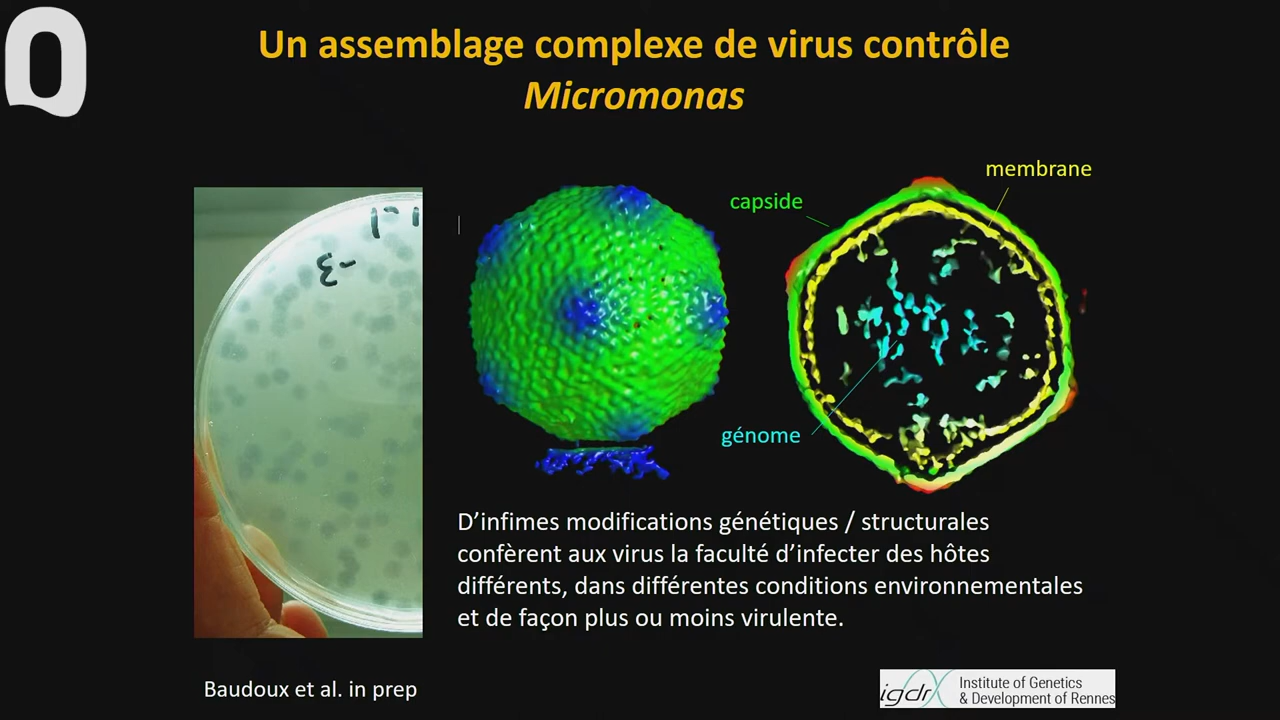 Un assemblage complexe de virus contrôle
Micromonas
membrane
capside
génome
D’infimes modifications génétiques / structurales
confèrent aux virus la faculté d’infecter des hôtes
différents, dans différentes conditions environnementales
et de façon plus ou moins virulente.
Baudoux et al. in prep
igdr
Institute of Genetics
& Development of Rennes